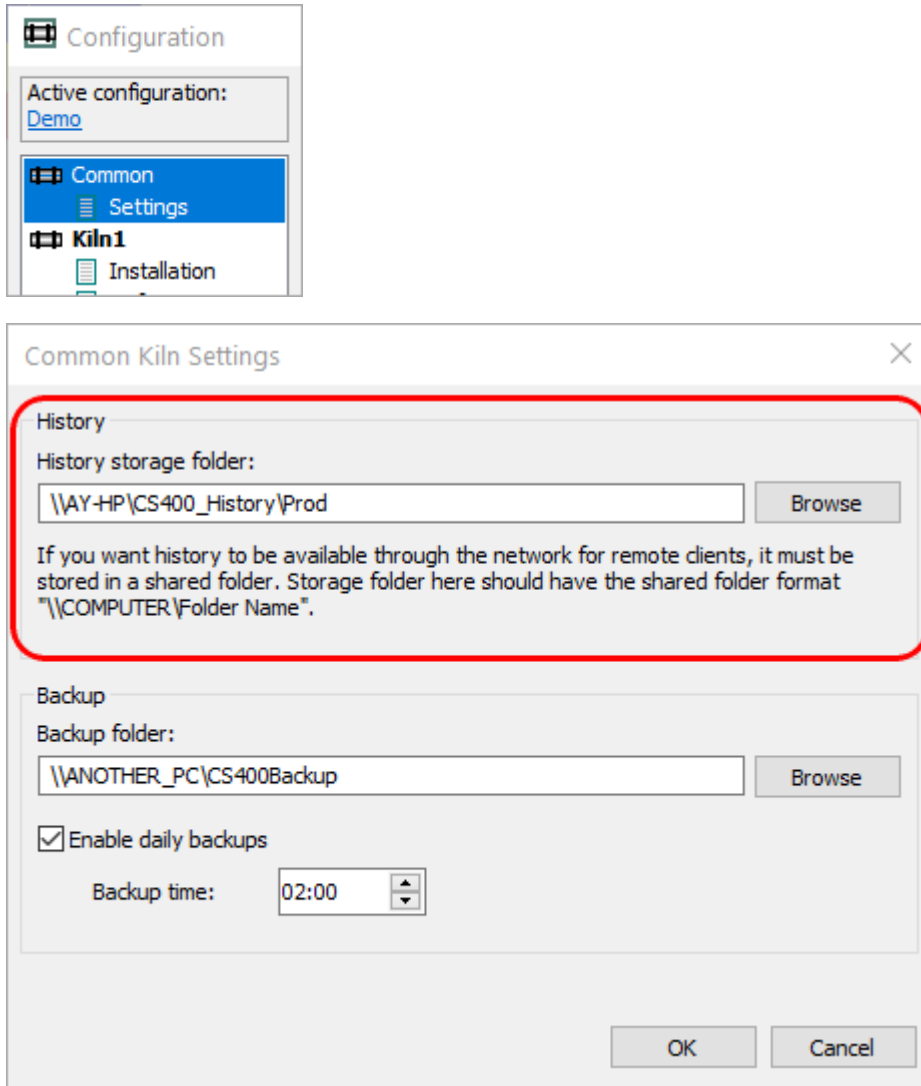 Configuration
Active configuration:
Demo
Common
Settings
Kiln1
Installation
Common Kiln Settings
History
History storage folder:
\\AY-HP\CS400_History\Prod
Browse
If you want history to be available through the network for remote clients, it must be
stored in a shared folder. Storage folder here should have the shared folder format
"\\COMPUTER\Folder Name".
Backup
Backup folder:
\\ANOTHER_PC\CS400Backup
Browse
Enable daily backups
Backup time:
02:00
OK
Cancel